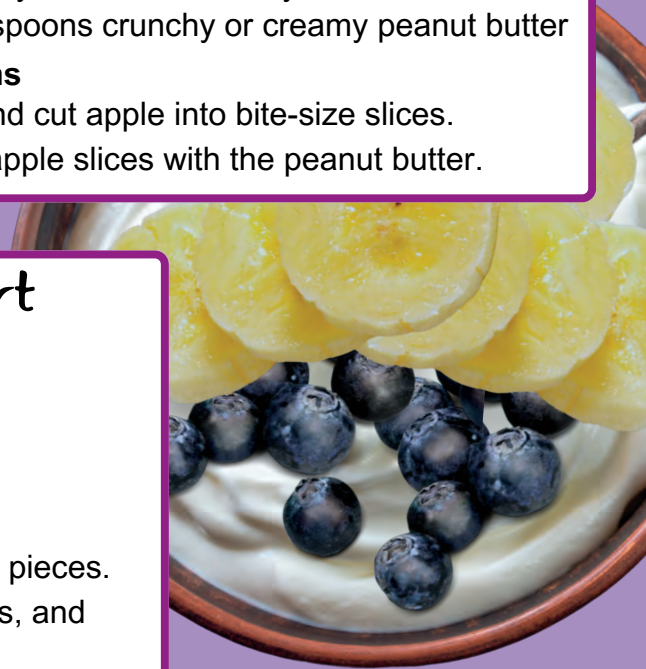 spoons crunchy or creamy peanut butter
ns
nd cut apple into bite-size slices.
apple slices with the peanut butter.
rt
pieces.
s, and